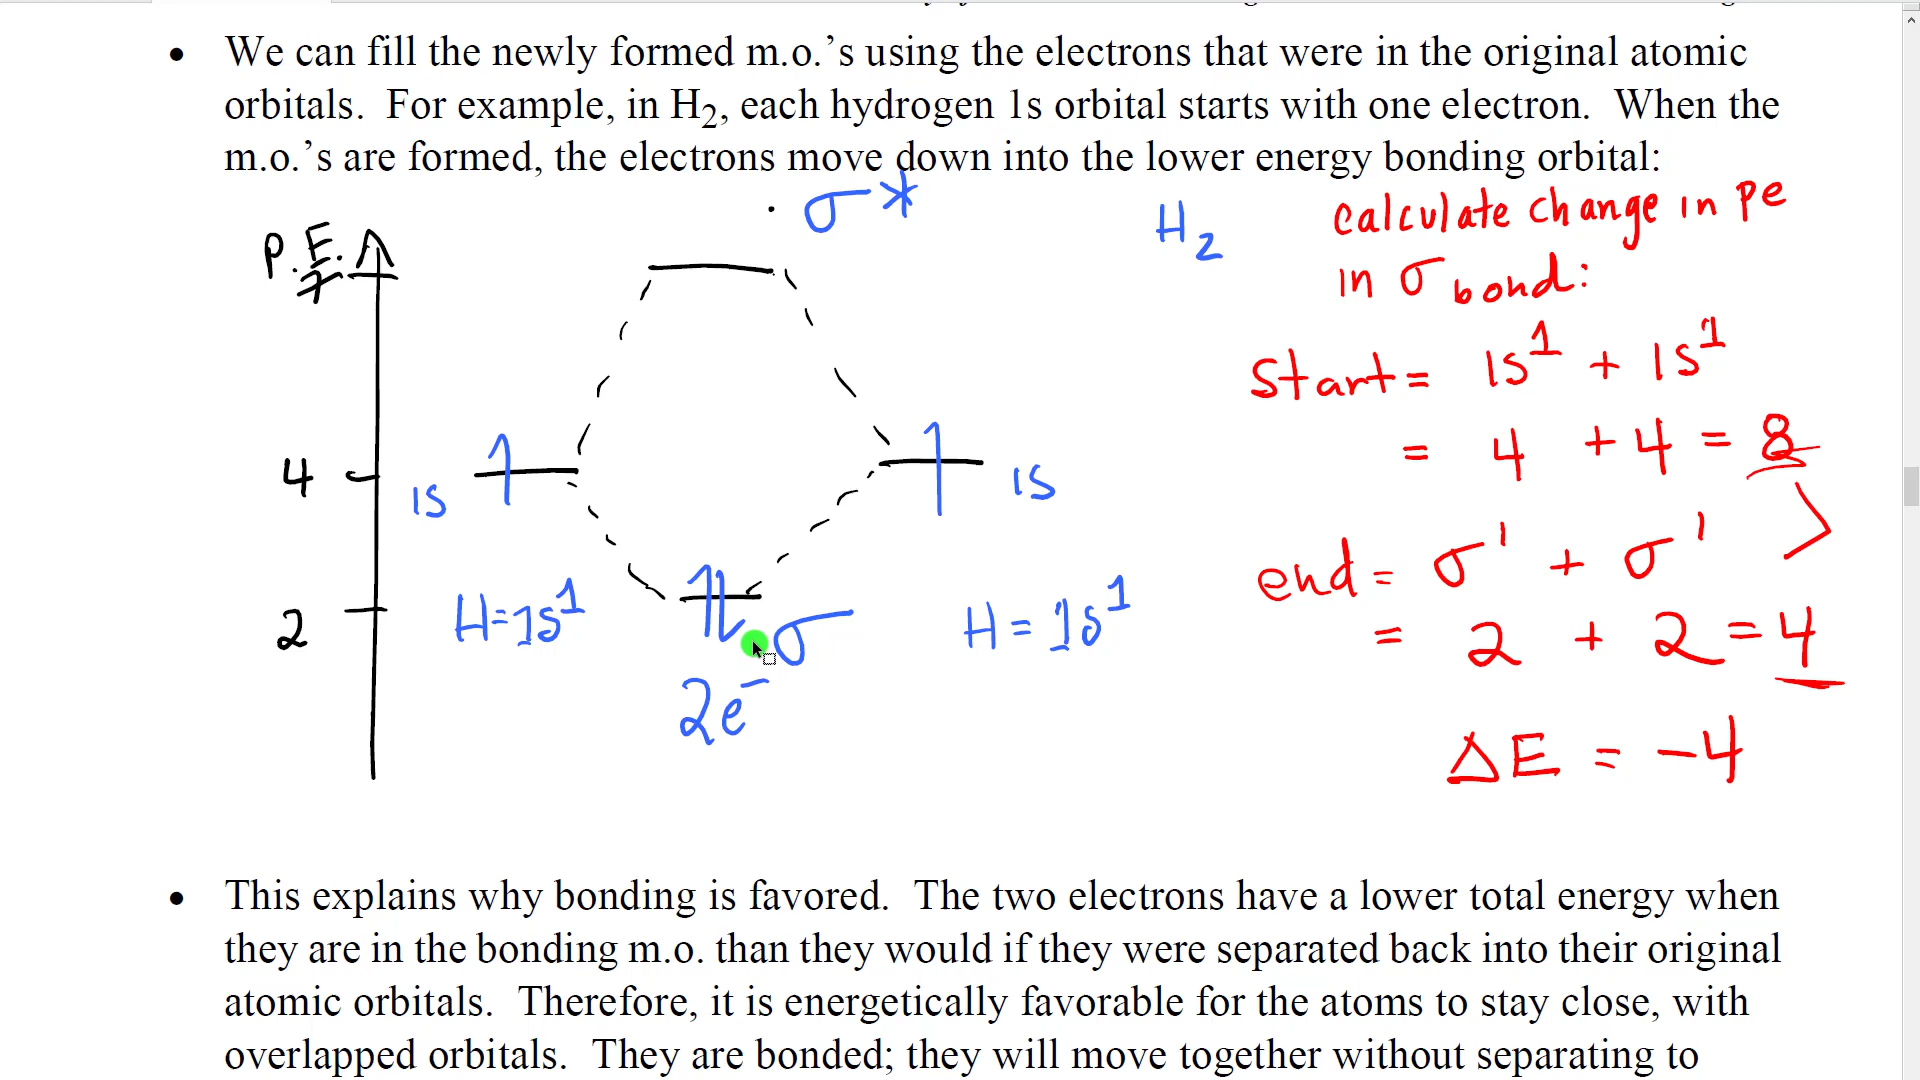 • We can fill the newly formed m.o.’s using the electrons that were in the original atomic
orbitals. For example, in H₂, each hydrogen 1s orbital starts with one electron. When the
m.o.’s are formed, the electrons move down into the lower energy bonding orbital:
σ*
H₂
calculate change in pe
in σ bond:
P.E.
start = 1s¹ + 1s¹
= 4 + 4 = 8
4
1s
1s
end = σ¹ + σ¹
= 2 + 2 = 4
2
H=1s¹
σ
H = 1s¹
2e⁻
ΔE = -4
• This explains why bonding is favored. The two electrons have a lower total energy when
they are in the bonding m.o. than they would if they were separated back into their original
atomic orbitals. Therefore, it is energetically favorable for the atoms to stay close, with
overlapped orbitals. They are bonded; they will move together without separating to